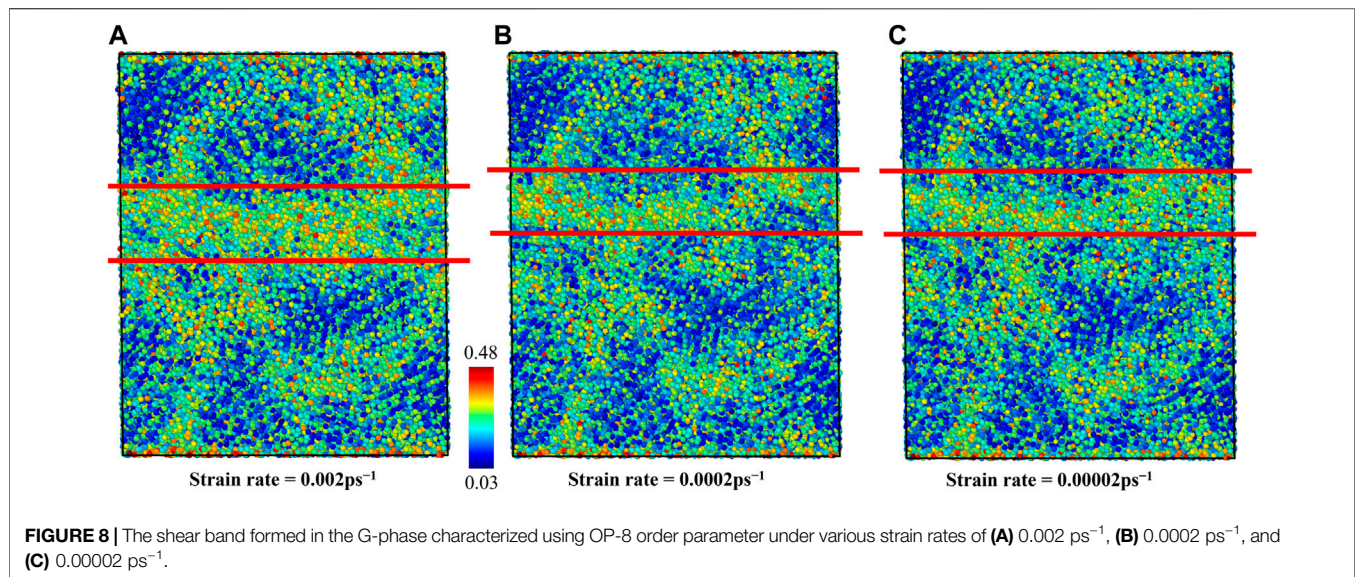 A
B
C
0.48
0.03
Strain rate = 0.002ps⁻¹
Strain rate = 0.0002ps⁻¹
Strain rate = 0.00002ps⁻¹
FIGURE 8 | The shear band formed in the G-phase characterized using OP-8 order parameter under various strain rates of (A) 0.002 ps⁻¹, (B) 0.0002 ps⁻¹, and
(C) 0.00002 ps⁻¹.